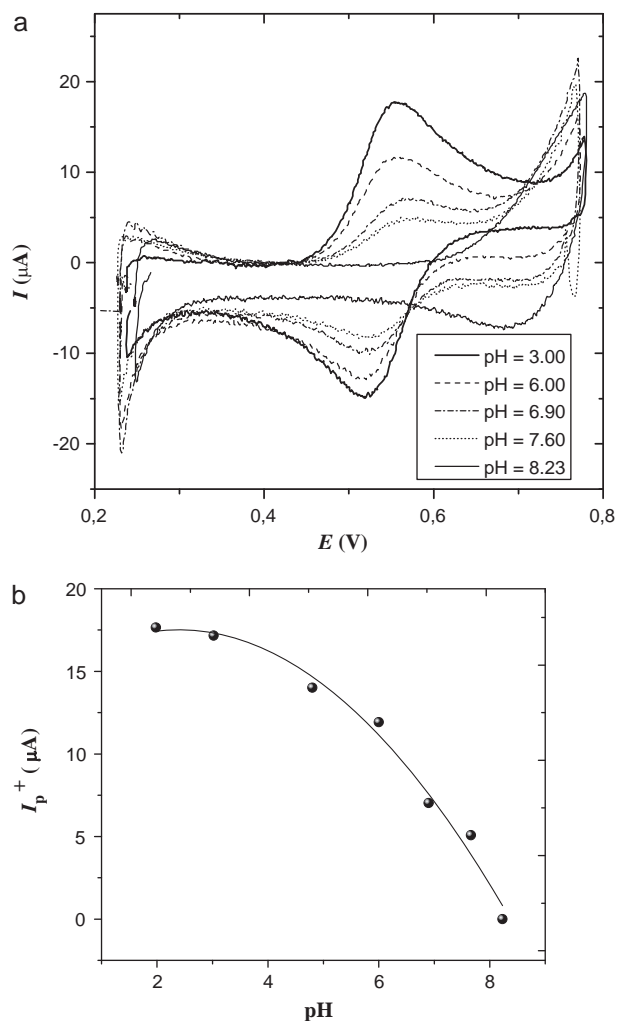 a
20
10
0
-10
-20
I (μA)
pH = 3.00
pH = 6.00
pH = 6.90
pH = 7.60
pH = 8.23
0,2 0,4 0,6 0,8
E (V)
b
20
15
10
5
0
Ip+ (μA)
2 4 6 8
pH